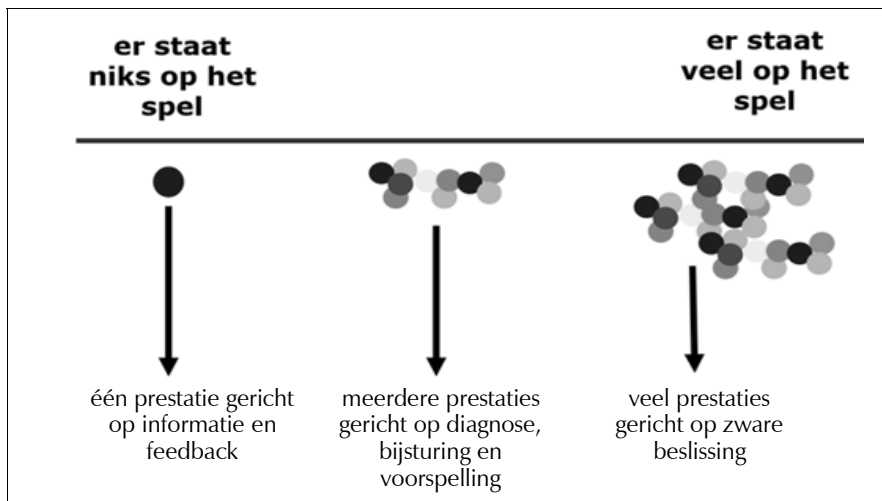 er staat
niks op het
spel
er staat
veel op het
spel
één prestatie gericht
op informatie en
feedback
meerdere prestaties
gericht op diagnose,
bijsturing en
voorspelling
veel prestaties
gericht op zware
beslissing